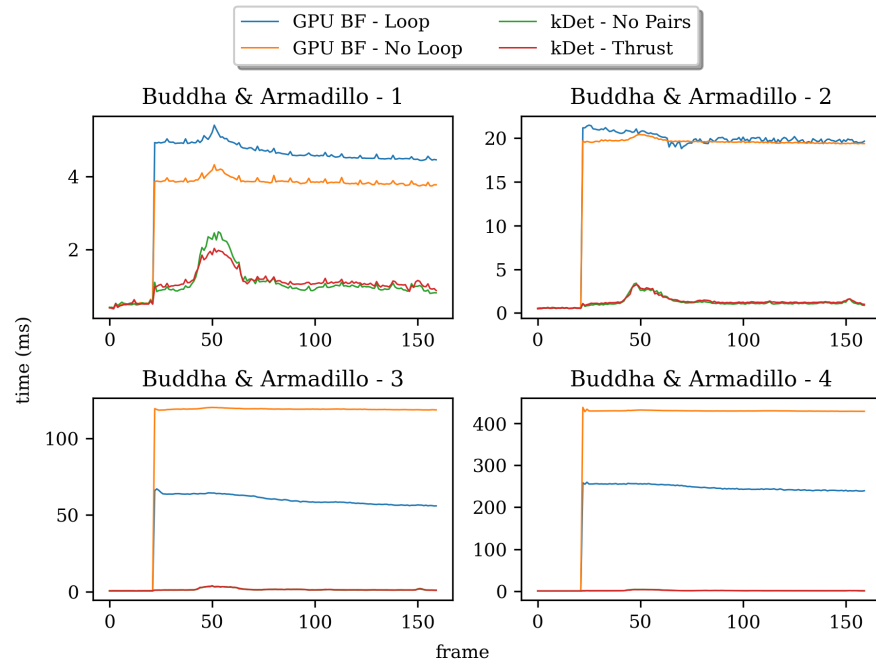 GPU BF - Loop
GPU BF - No Loop
kDet - No Pairs
kDet - Thrust
Buddha & Armadillo - 1
4
2
0 50 100 150
Buddha & Armadillo - 2
20
15
10
5
0
0 50 100 150
time (ms)
Buddha & Armadillo - 3
100
50
0
0 50 100 150
Buddha & Armadillo - 4
400
300
200
100
0
0 50 100 150
frame